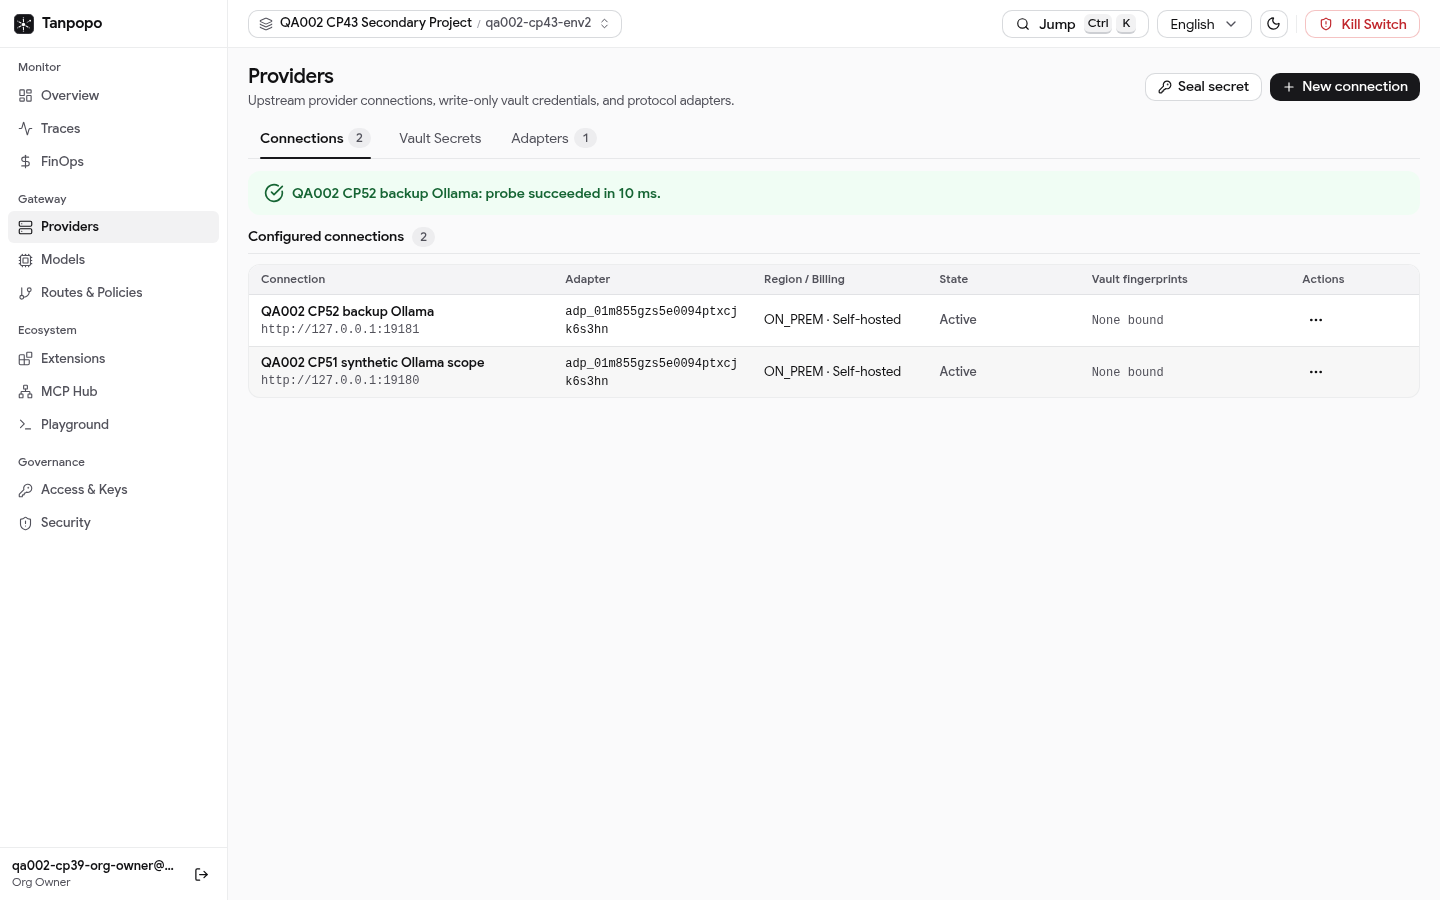 Tanpopo
QA002 CP43 Secondary Project / qa002-cp43-env2
Jump Ctrl K
English
Kill Switch
Monitor
Overview
Traces
FinOps
Gateway
Providers
Models
Routes & Policies
Ecosystem
Extensions
MCP Hub
Playground
Governance
Access & Keys
Security
qa002-cp39-org-owner@...
Org Owner
Providers
Upstream provider connections, write-only vault credentials, and protocol adapters.
Seal secret
New connection
Connections 2 Vault Secrets Adapters 1
QA002 CP52 backup Ollama: probe succeeded in 10 ms.
Configured connections 2
Connection Adapter Region / Billing State Vault fingerprints Actions
QA002 CP52 backup Ollama
http://127.0.0.1:19181
adp_01m855gzs5e0094ptxcj
k6s3hn
ON_PREM · Self-hosted
Active
None bound
QA002 CP51 synthetic Ollama scope
http://127.0.0.1:19180
adp_01m855gzs5e0094ptxcj
k6s3hn
ON_PREM · Self-hosted
Active
None bound